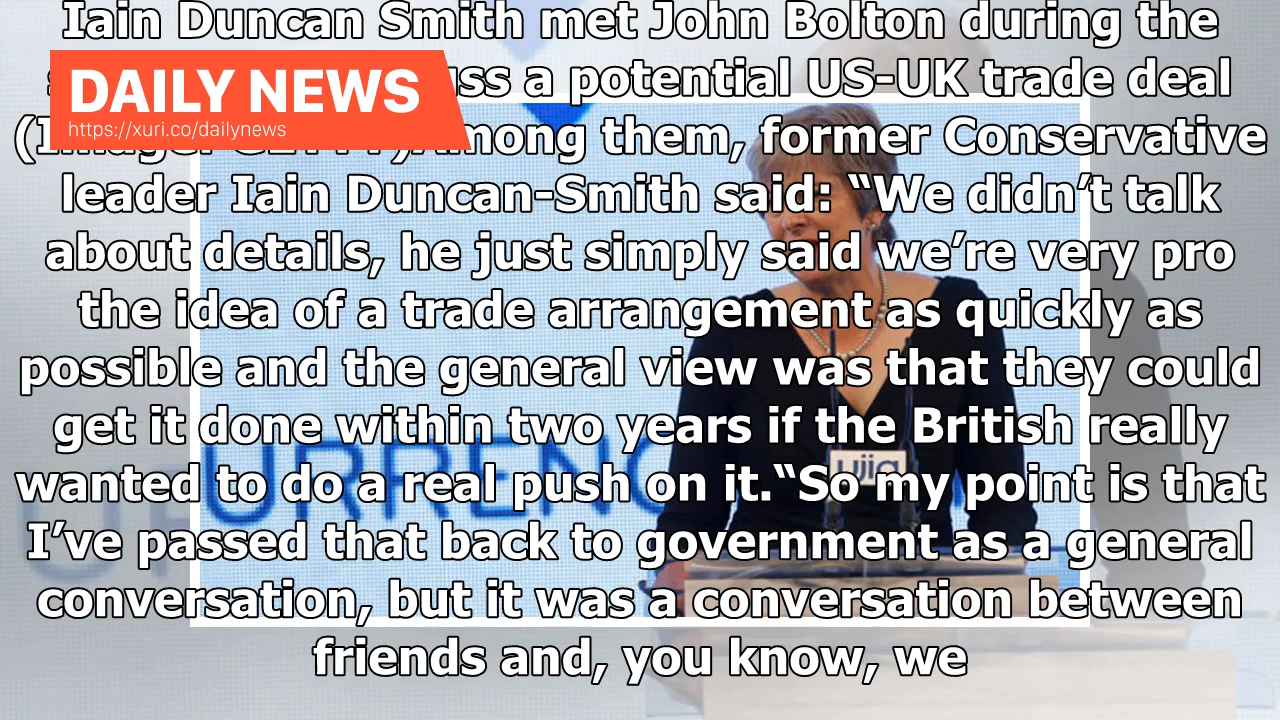 Iain Duncan Smith met John Bolton during the
DAILY NEWS
https://xuri.co/dailynews
a potential US-UK trade deal
them, former Conservative
leader Iain Duncan-Smith said: “We didn’t talk
about details, he just simply said we’re very pro
the idea of a trade arrangement as quickly as
possible and the general view was that they could
get it done within two years if the British really
wanted to do a real push on it.“So my point is that
I’ve passed that back to government as a general
conversation, but it was a conversation between
friends and, you know, we
ujia